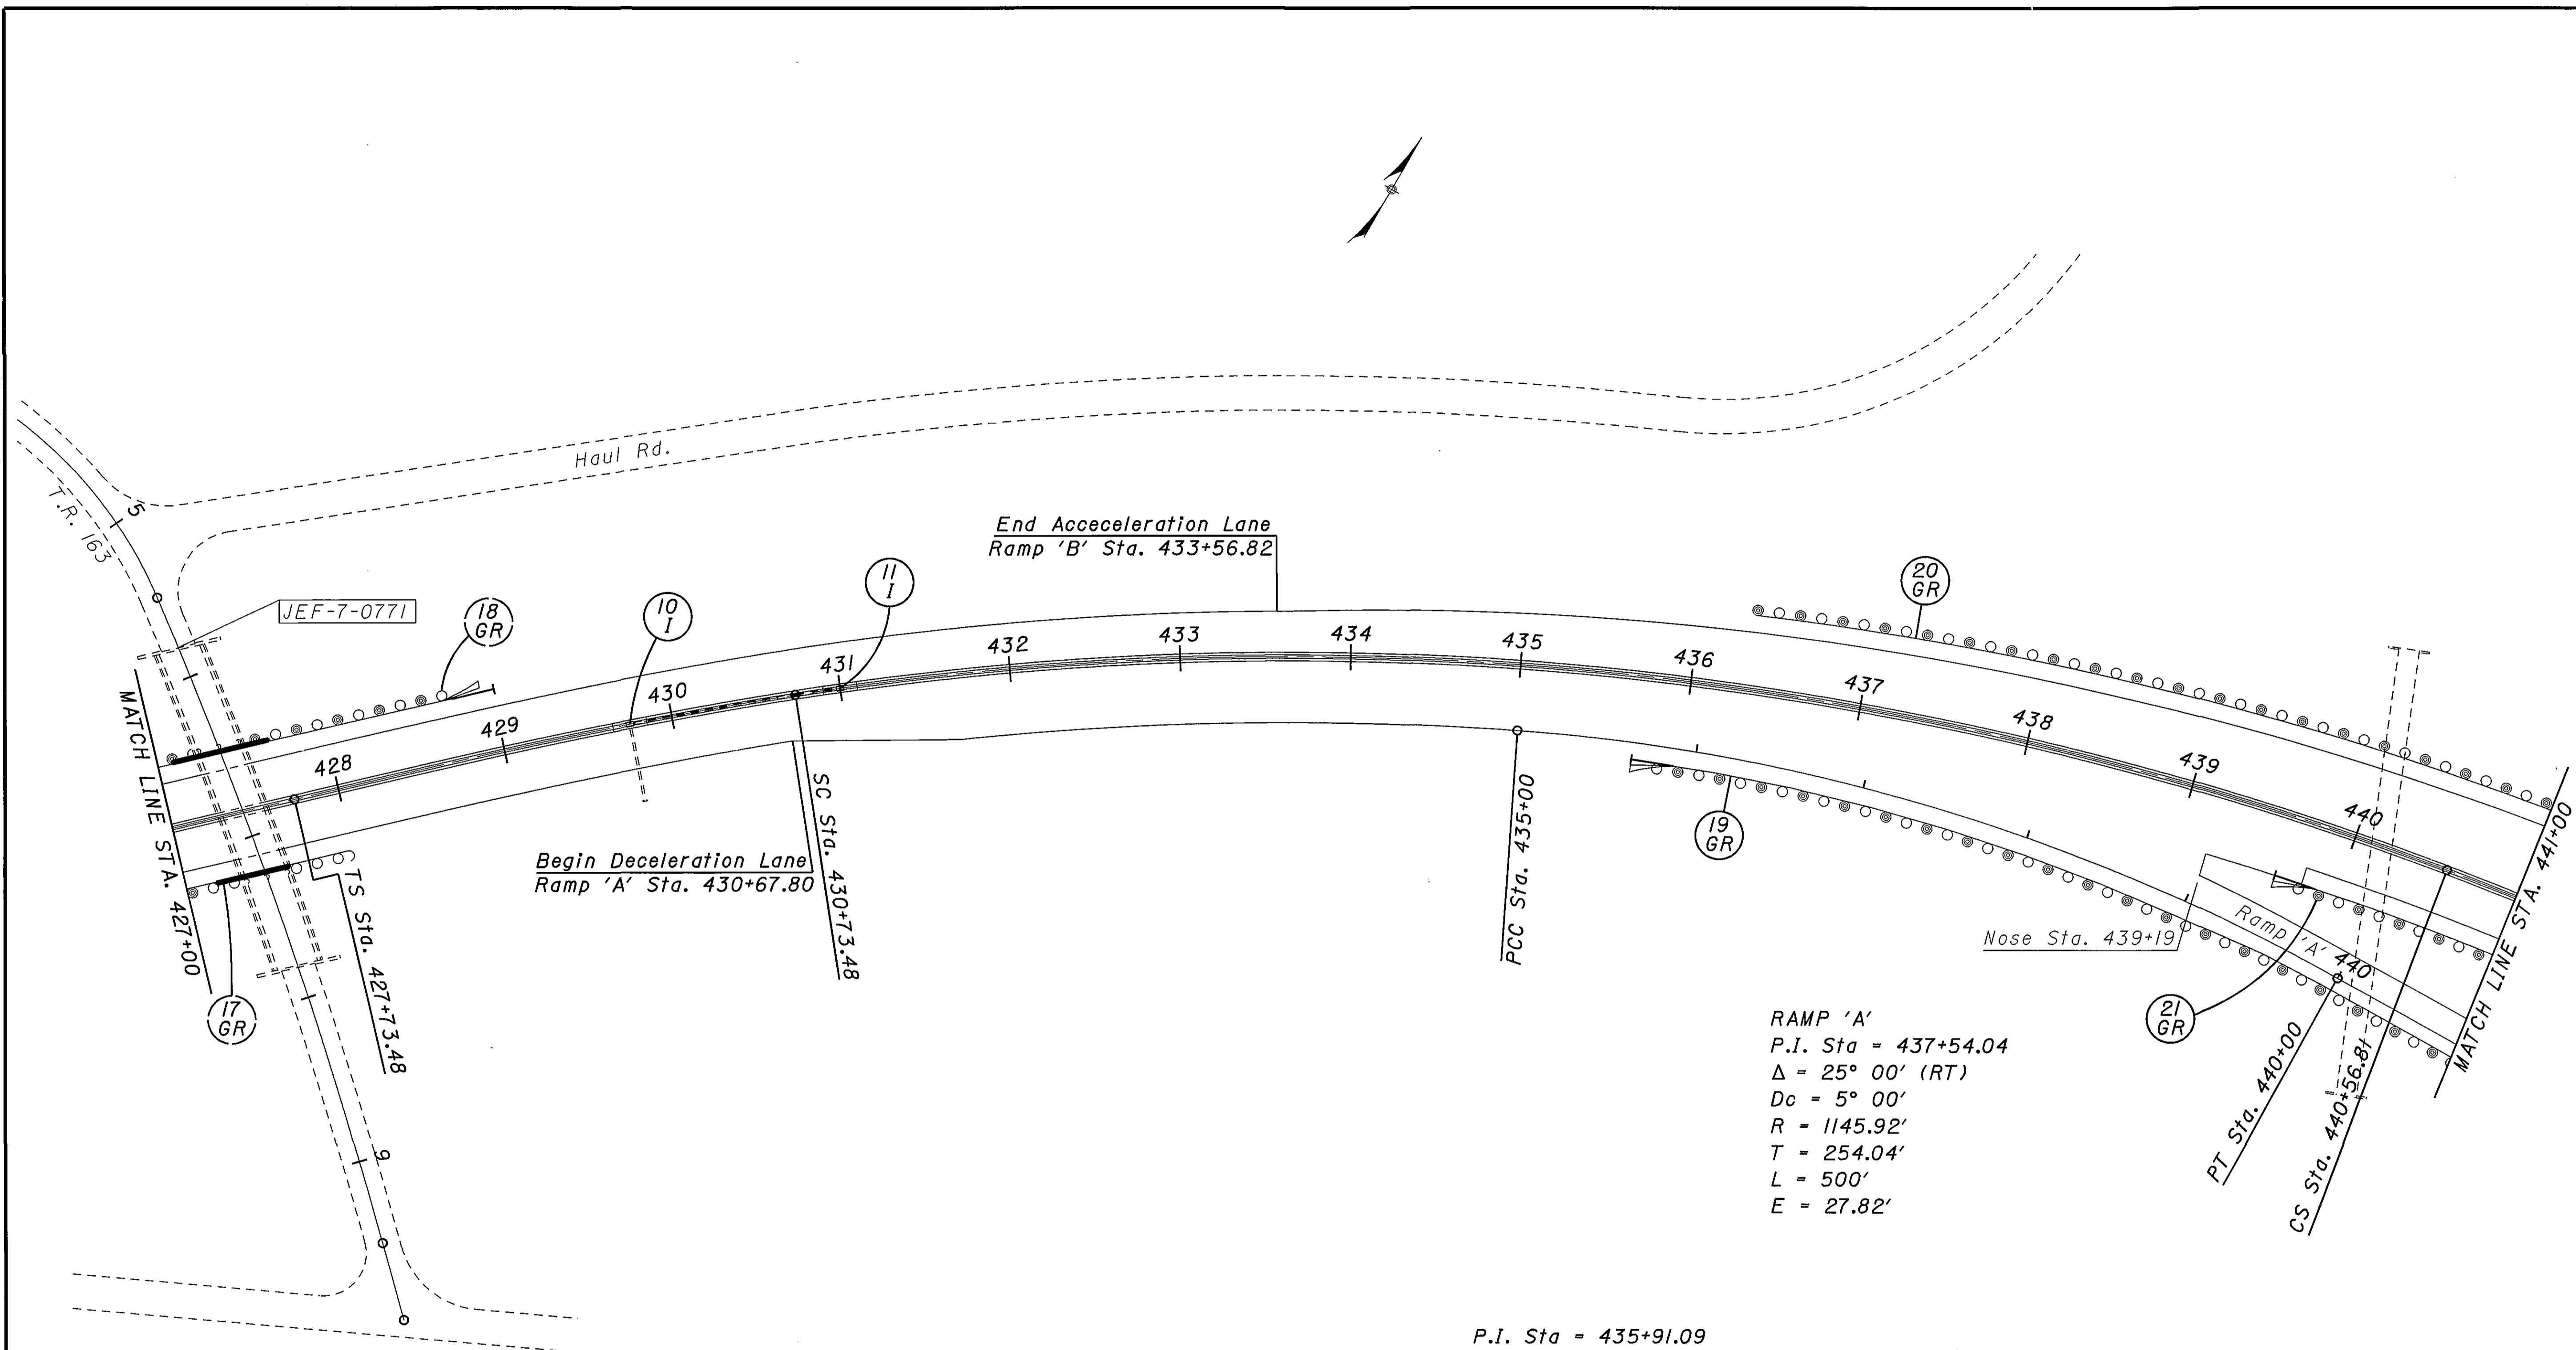 Haul Rd.
T.R. 163
5
End Acceceleration Lane
Ramp 'B' Sta. 433+56.82
JEF-7-0771
18
GR
10
I
11
I
20
GR
428
429
430
431
432
433
434
435
436
437
438
439
440
MATCH LINE STA. 427+00
17
GR
TS Sta. 427+73.48
Begin Deceleration Lane
Ramp 'A' Sta. 430+67.80
SC Sta. 430+73.48
PCC Sta. 435+00
19
GR
Nose Sta. 439+19
Ramp 'A'
440
21
GR
PT Sta. 440+00
CS Sta. 440+56.81
MATCH LINE STA. 441+00
9
RAMP 'A'
P.I. Sta = 437+54.04
Δ = 25° 00' (RT)
Dc = 5° 00'
R = 1145.92'
T = 254.04'
L = 500'
E = 27.82'
P.I. Sta = 435+91.09